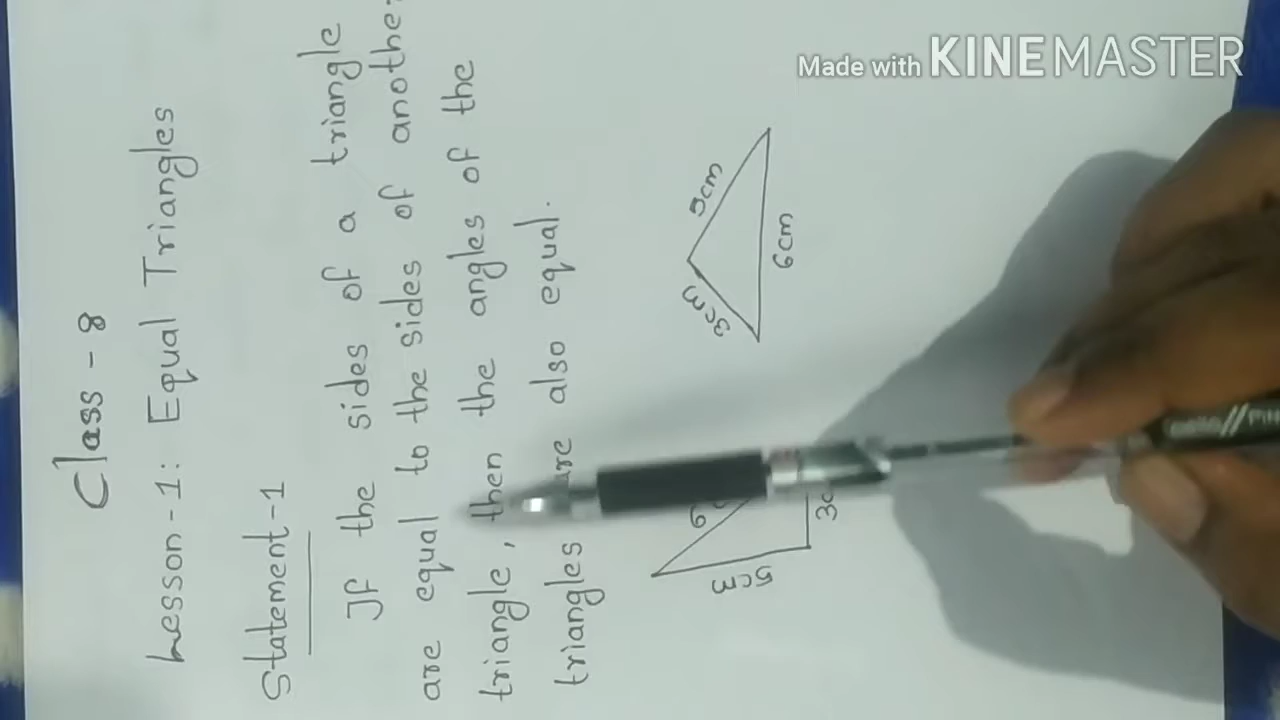 Class - 8
Lesson - 1: Equal Triangles
Statement-1
If the sides of a triangle
are equal to the sides of another
triangle, then the angles of the
triangles are also equal.
5cm
3cm
3cm
5cm
6cm
Made with KINEMASTER